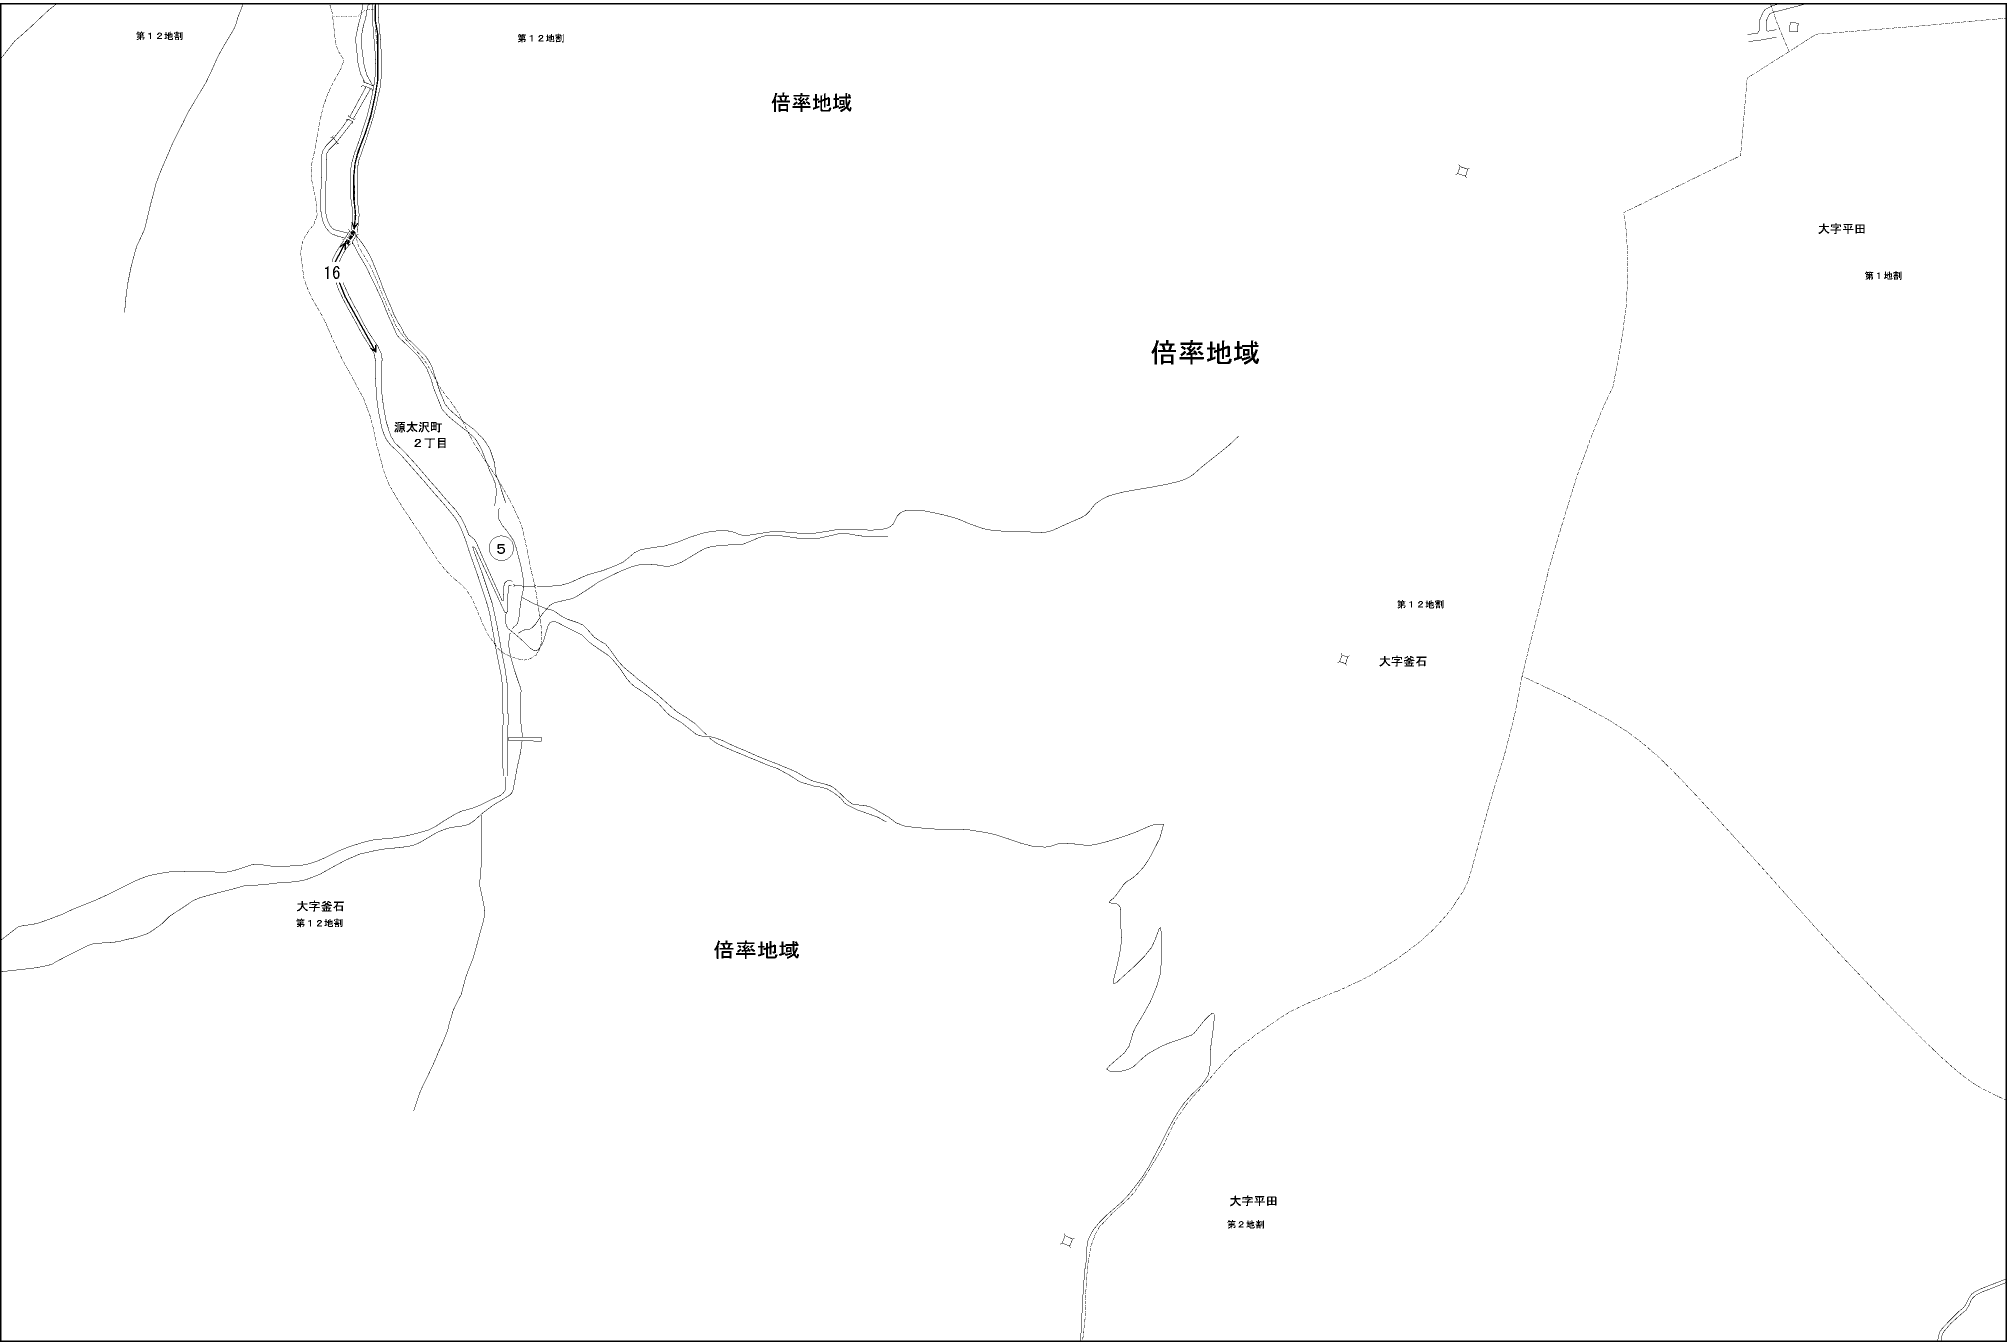 第１２地割
第１２地割
倍率地域
大字平田
第１地割
16
倍率地域
源太沢町
２丁目
5
第１２地割
大字釜石
大字釜石
第１２地割
倍率地域
大字平田
第２地割